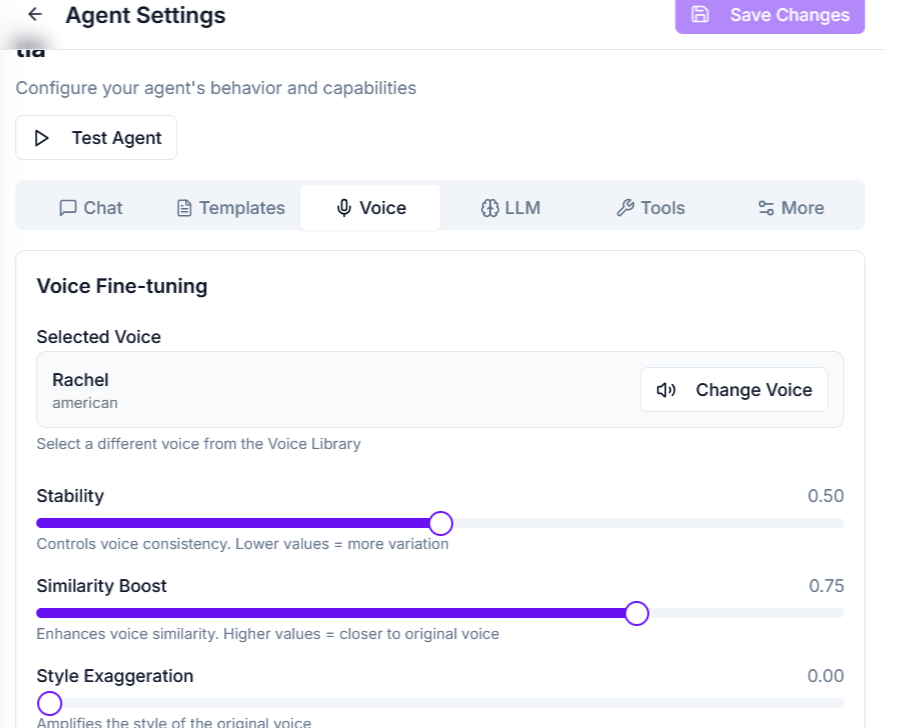 Agent Settings
Save Changes
tia
Configure your agent's behavior and capabilities
Test Agent
Chat Templates Voice LLM Tools More
Voice Fine-tuning
Selected Voice
Rachel
american
Change Voice
Select a different voice from the Voice Library
Stability 0.50
Controls voice consistency. Lower values = more variation
Similarity Boost 0.75
Enhances voice similarity. Higher values = closer to original voice
Style Exaggeration 0.00
Amplifies the style of the original voice